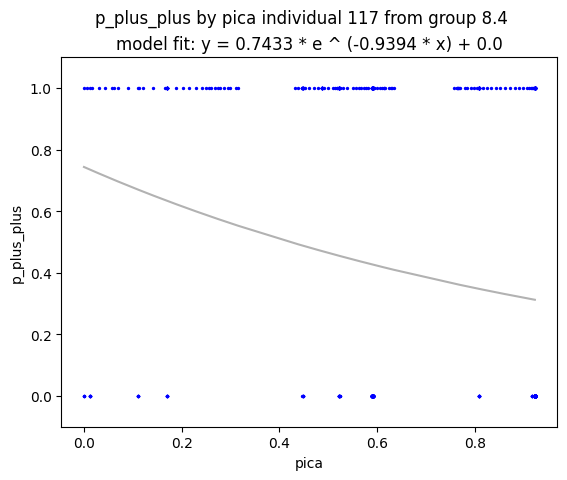 p_plus_plus by pica individual 117 from group 8.4
model fit: y = 0.7433 * e ^ (-0.9394 * x) + 0.0
1.0
0.8
0.6
0.4
0.2
0.0
p_plus_plus
0.0 0.2 0.4 0.6 0.8
pica